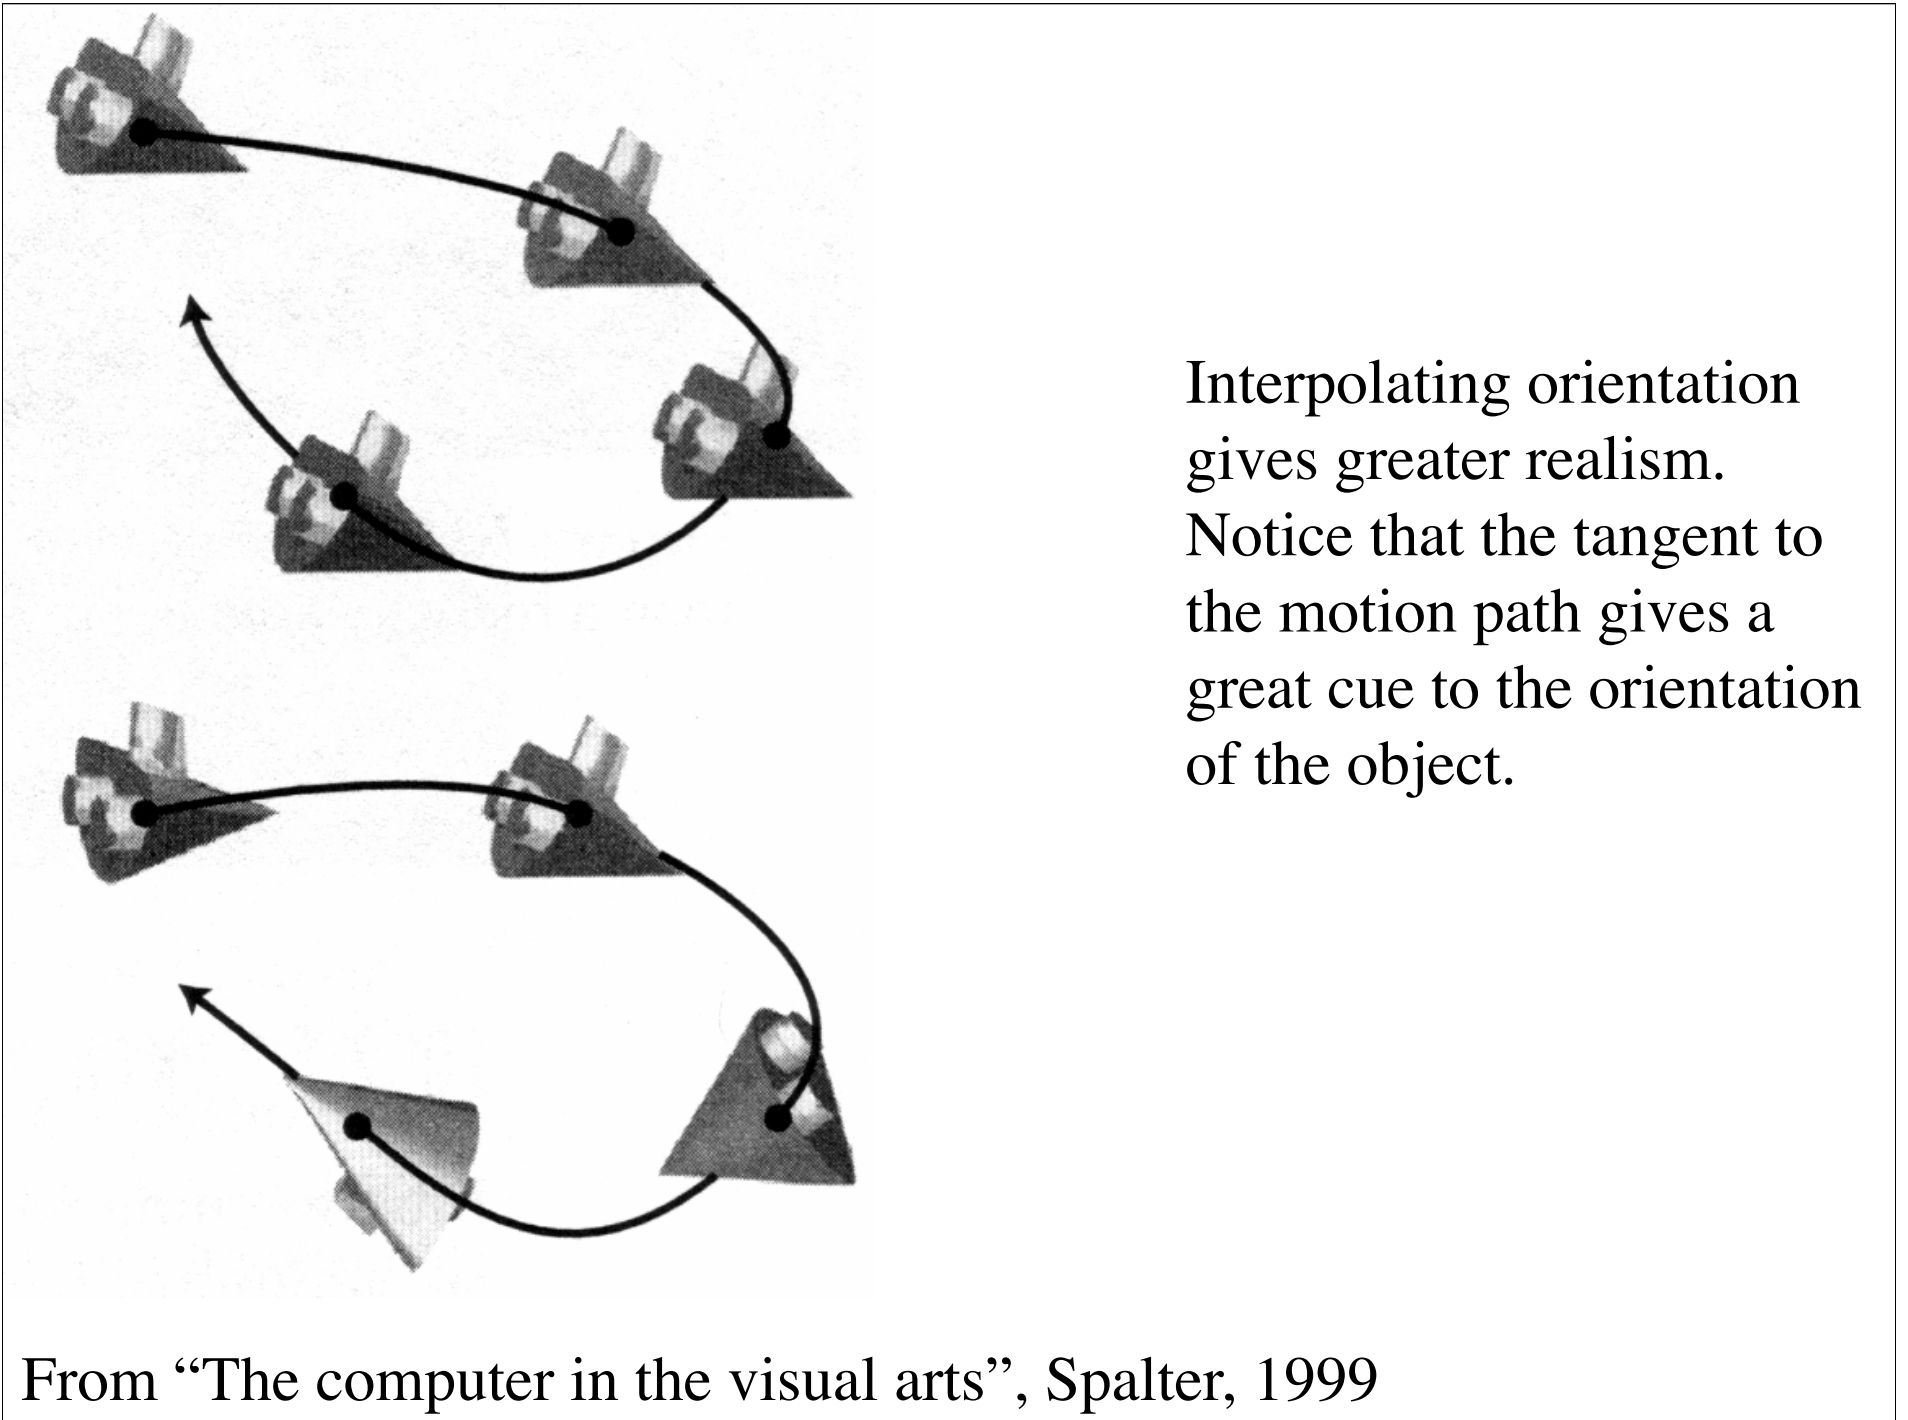 Interpolating orientation
gives greater realism.
Notice that the tangent to
the motion path gives a
great cue to the orientation
of the object.
From “The computer in the visual arts”, Spalter, 1999